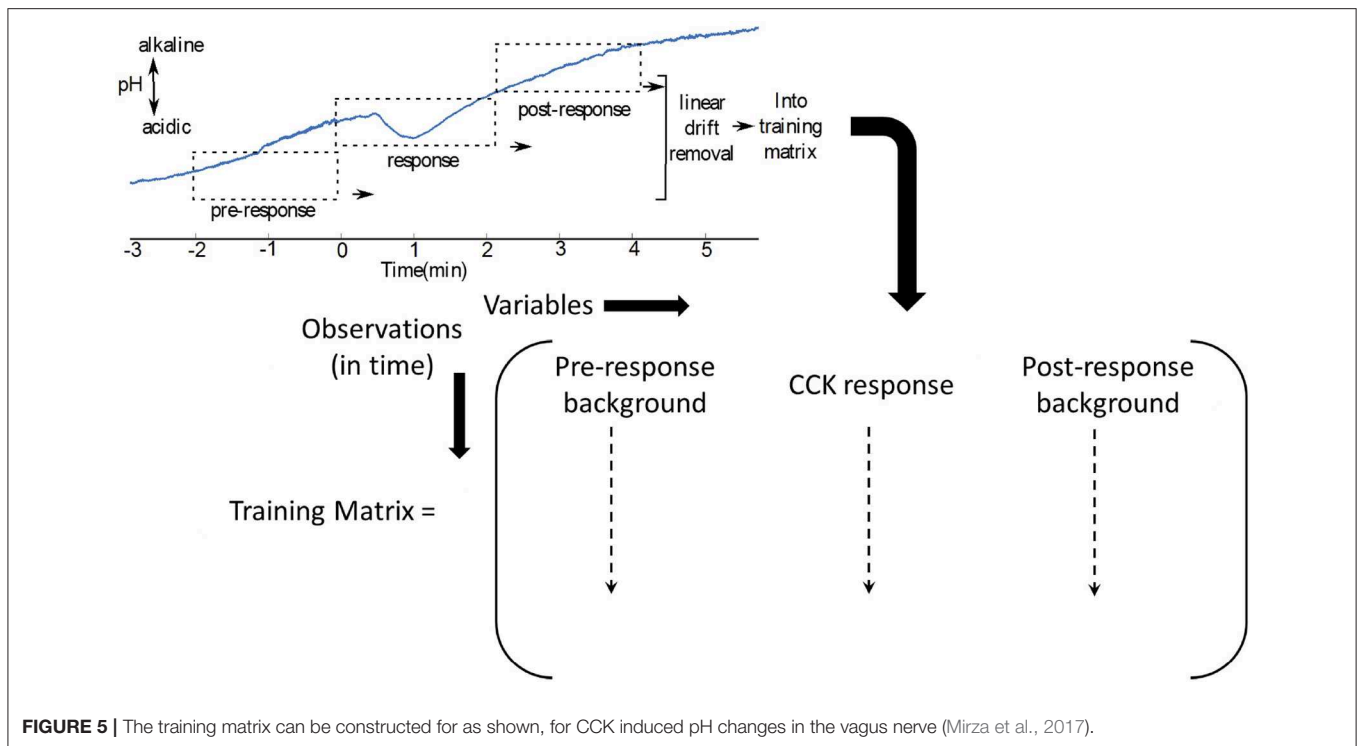 alkaline
pH
acidic
pre-response
response
post-response
linear
drift
removal
Into
training
matrix
-3 -2 -1 0 1 2 3 4 5
Time(min)
Variables
Observations
(in time)
Training Matrix =
Pre-response
background
CCK response
Post-response
background
FIGURE 5 | The training matrix can be constructed for as shown, for CCK induced pH changes in the vagus nerve (Mirza et al., 2017).